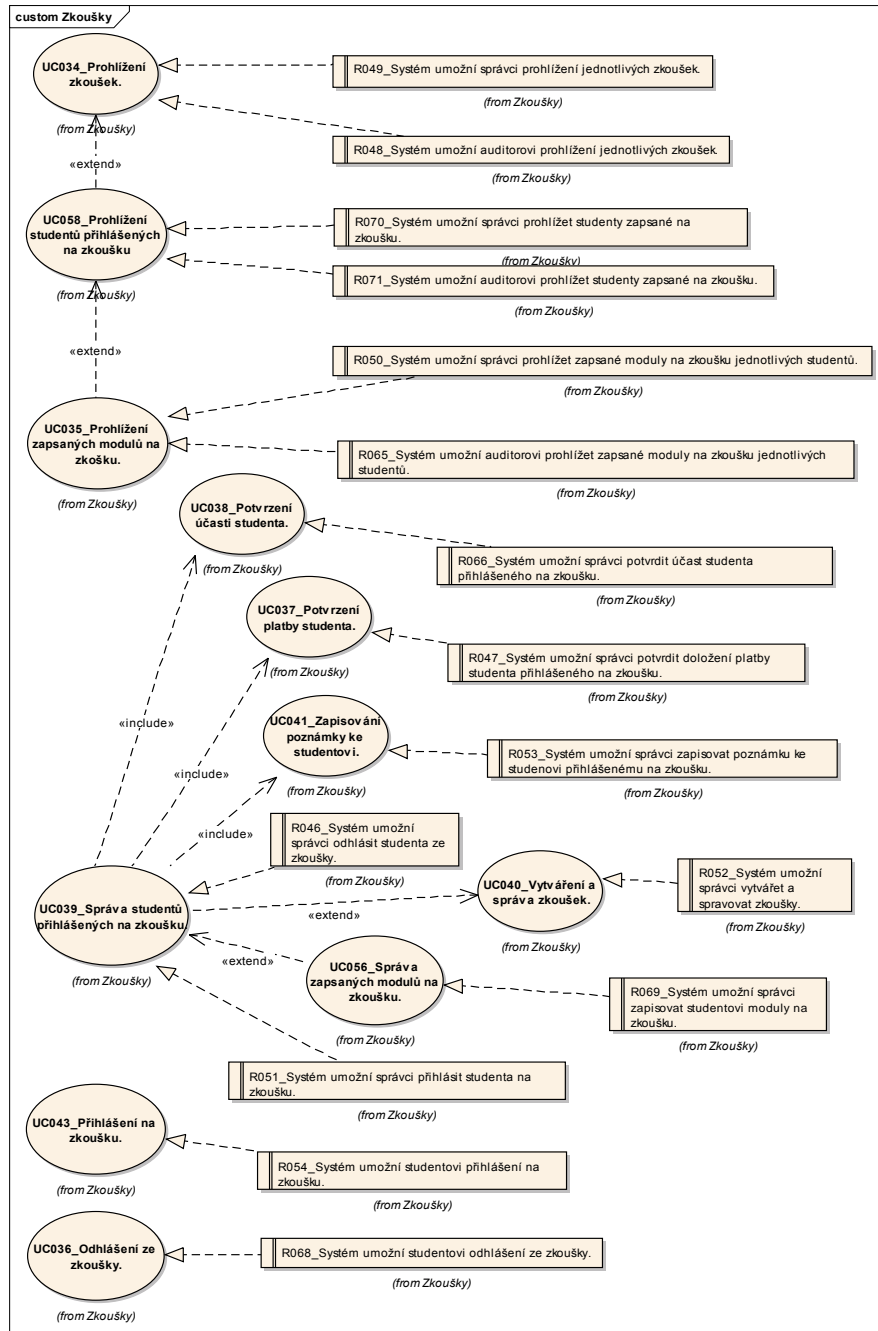 custom Zkoušky
UC034_Prohlížení
zkoušek.
(from Zkoušky)
R049_Systém umožní správci prohlížení jednotlivých zkoušek.
(from Zkoušky)
R048_Systém umožní auditorovi prohlížení jednotlivých zkoušek.
(from Zkoušky)
«extend»
UC058_Prohlížení
studentů přihlášených
na zkoušku
(from Zkoušky)
R070_Systém umožní správci prohlížet studenty zapsané na
zkoušku.
(from Zkoušky)
R071_Systém umožní auditorovi prohlížet studenty zapsané na zkoušku.
(from Zkoušky)
«extend»
R050_Systém umožní správci prohlížet zapsané moduly na zkoušku jednotlivých studentů.
(from Zkoušky)
UC035_Prohlížení
zapsaných modulů na
zkošku.
(from Zkoušky)
R065_Systém umožní auditorovi prohlížet zapsané moduly na zkoušku jednotlivých
studentů.
(from Zkoušky)
UC038_Potvrzení
účasti studenta.
(from Zkoušky)
R066_Systém umožní správci potvrdit účast studenta
přihlášeného na zkoušku.
(from Zkoušky)
UC037_Potvrzení
platby studenta.
(from Zkoušky)
R047_Systém umožní správci potvrdit doložení platby
studenta přihlášeného na zkoušku.
(from Zkoušky)
«include»
UC041_Zapisování
poznámky ke
studentovi.
(from Zkoušky)
R053_Systém umožní správci zapisovat poznámku ke
studenovi přihlášenému na zkoušku.
(from Zkoušky)
«include»
«include»
R046_Systém umožní
správci odhlásit studenta ze
zkoušky.
(from Zkoušky)
UC039_Správa studentů
přihlášených na zkoušku.
(from Zkoušky)
«extend»
UC040_Vytváření a
správa zkoušek.
(from Zkoušky)
R052_Systém umožní
správci vytvářet a
spravovat zkoušky.
(from Zkoušky)
«extend»
UC056_Správa
zapsaných modulů na
zkoušku.
(from Zkoušky)
R069_Systém umožní správci
zapisovat studentovi moduly na
zkoušku.
(from Zkoušky)
R051_Systém umožní správci přihlásit studenta na
zkoušku.
(from Zkoušky)
UC043_Přihlášení na
zkoušku.
(from Zkoušky)
R054_Systém umožní studentovi přihlášení na
zkoušku.
(from Zkoušky)
UC036_Odhlášení ze
zkoušky.
(from Zkoušky)
R068_Systém umožní studentovi odhlášení ze zkoušky.
(from Zkoušky)